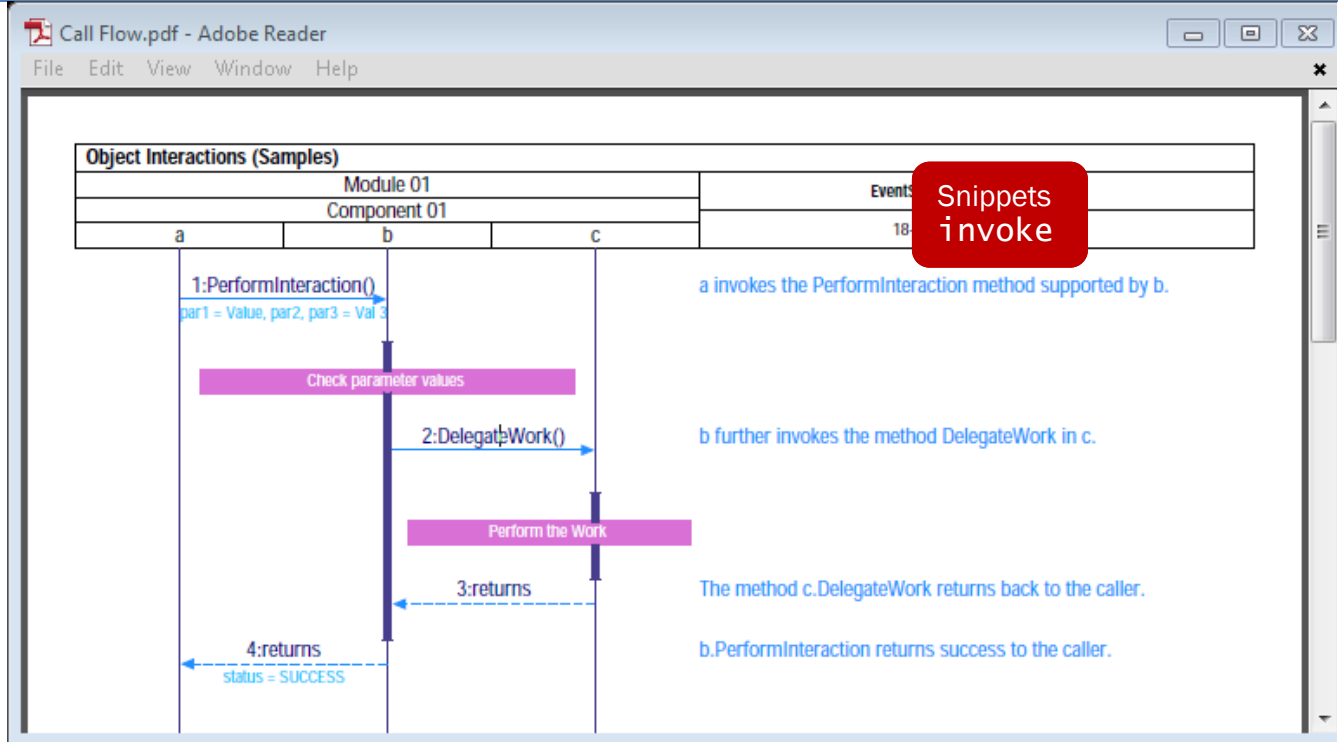 Call Flow.pdf - Adobe Reader
File Edit View Window Help
Object Interactions (Samples)
Module 01
Component 01
a b c
18-
Snippets
invoke
1:PerformInteraction()
a invokes the PerformInteraction method supported by b.
par1 = Value, par2, par3 = Val 3
Check parameter values
2:DelegateWork()
b further invokes the method DelegateWork in c.
Perform the Work
3:returns
The method c.DelegateWork returns back to the caller.
4:returns
b.PerformInteraction returns success to the caller.
status = SUCCESS